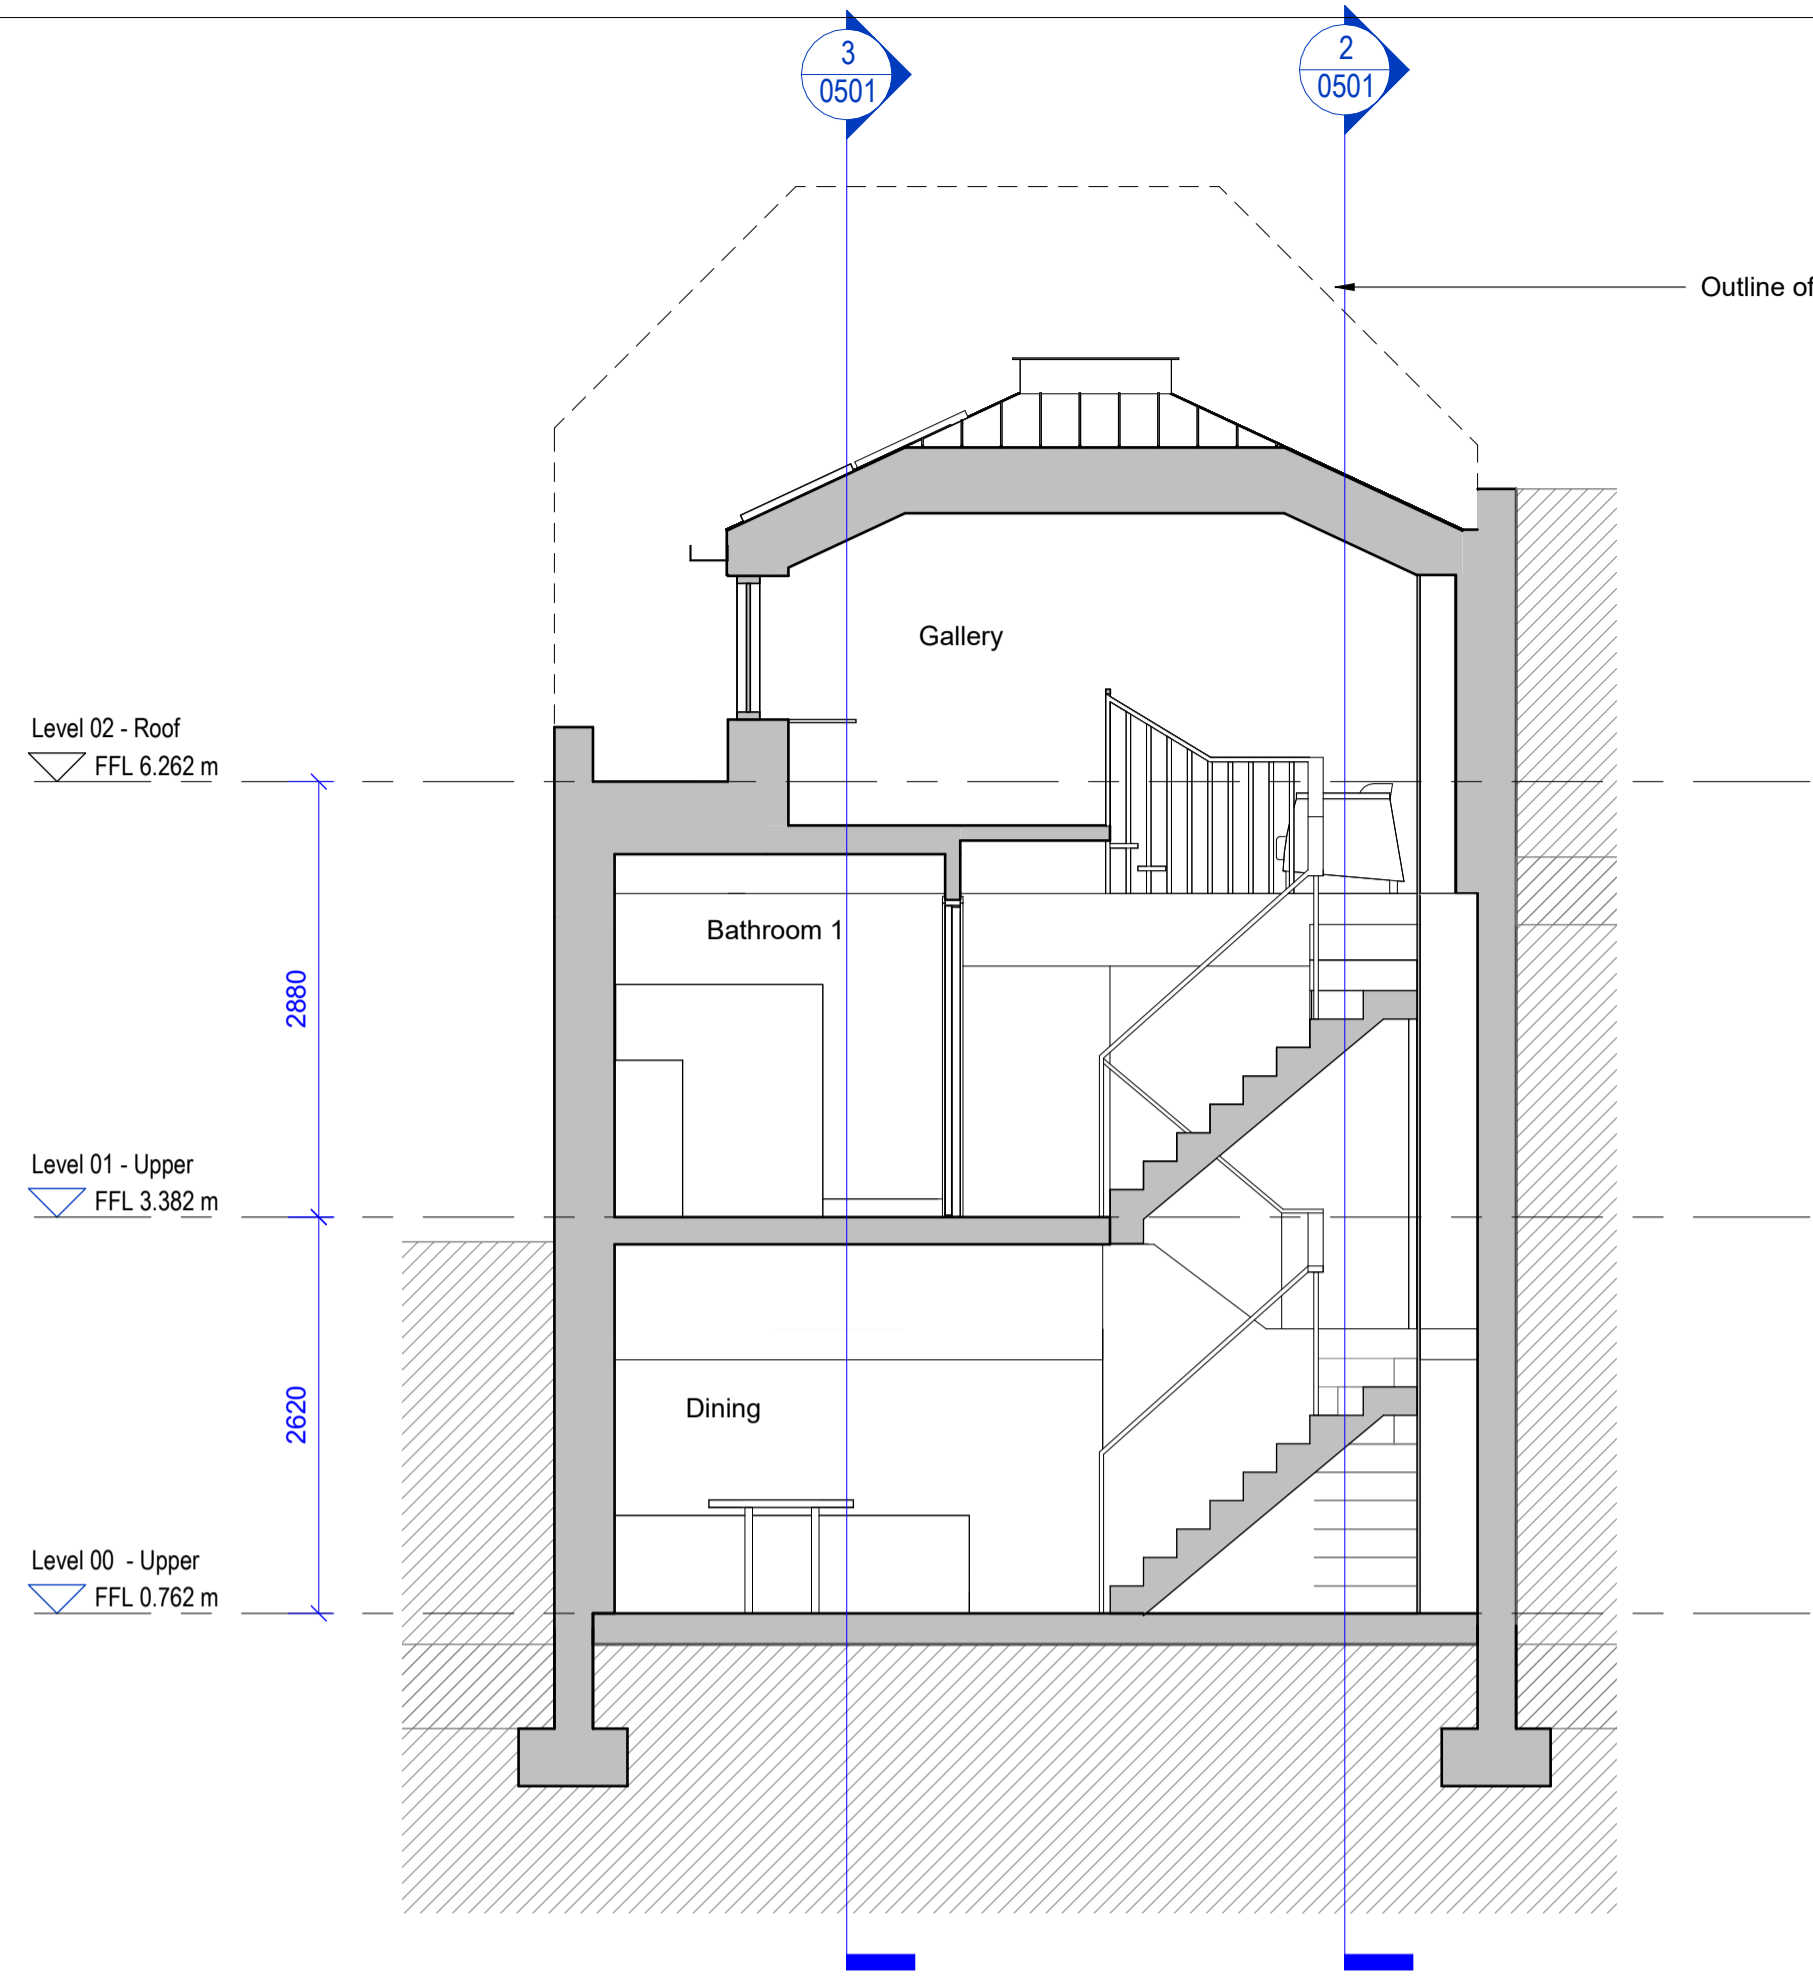 3
0501
2
0501
Outline of
Gallery
Level 02 - Roof
FFL 6.262 m
Bathroom 1
2880
Level 01 - Upper
FFL 3.382 m
Dining
2620
Level 00 - Upper
FFL 0.762 m